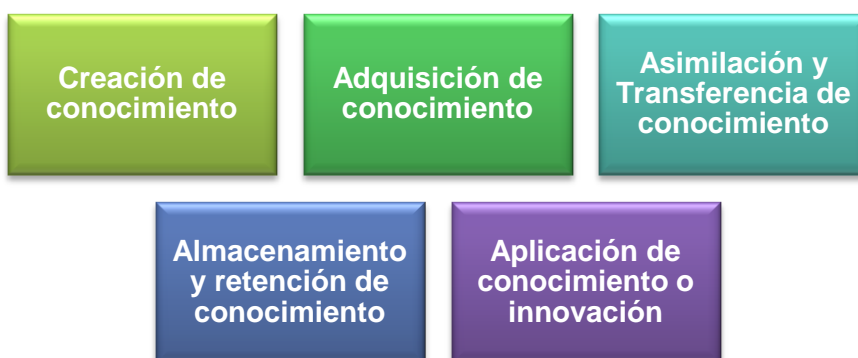 Creación de
conocimiento
Adquisición de
conocimiento
Asimilación y
Transferencia de
conocimiento
Almacenamiento
y retención de
conocimiento
Aplicación de
conocimiento o
innovación